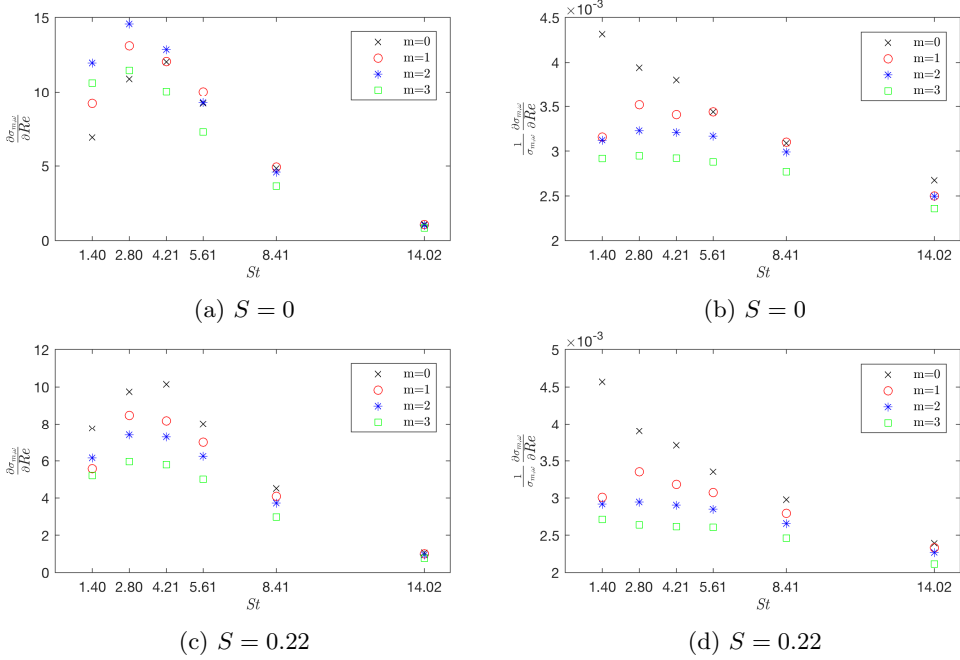 15
10
5
0
∂σ_{m,ω}
∂Re
m=0
m=1
m=2
m=3
1.40 2.80 4.21 5.61 8.41 14.02
St
(a) S = 0
×10⁻³
4.5
4
3.5
3
2.5
2
1 ∂σ_{m,ω}
σ_{m,ω} ∂Re
m=0
m=1
m=2
m=3
1.40 2.80 4.21 5.61 8.41 14.02
St
(b) S = 0
12
10
8
6
4
2
0
∂σ_{m,ω}
∂Re
m=0
m=1
m=2
m=3
1.40 2.80 4.21 5.61 8.41 14.02
St
(c) S = 0.22
×10⁻³
5
4.5
4
3.5
3
2.5
2
1 ∂σ_{m,ω}
σ_{m,ω} ∂Re
m=0
m=1
m=2
m=3
1.40 2.80 4.21 5.61 8.41 14.02
St
(d) S = 0.22